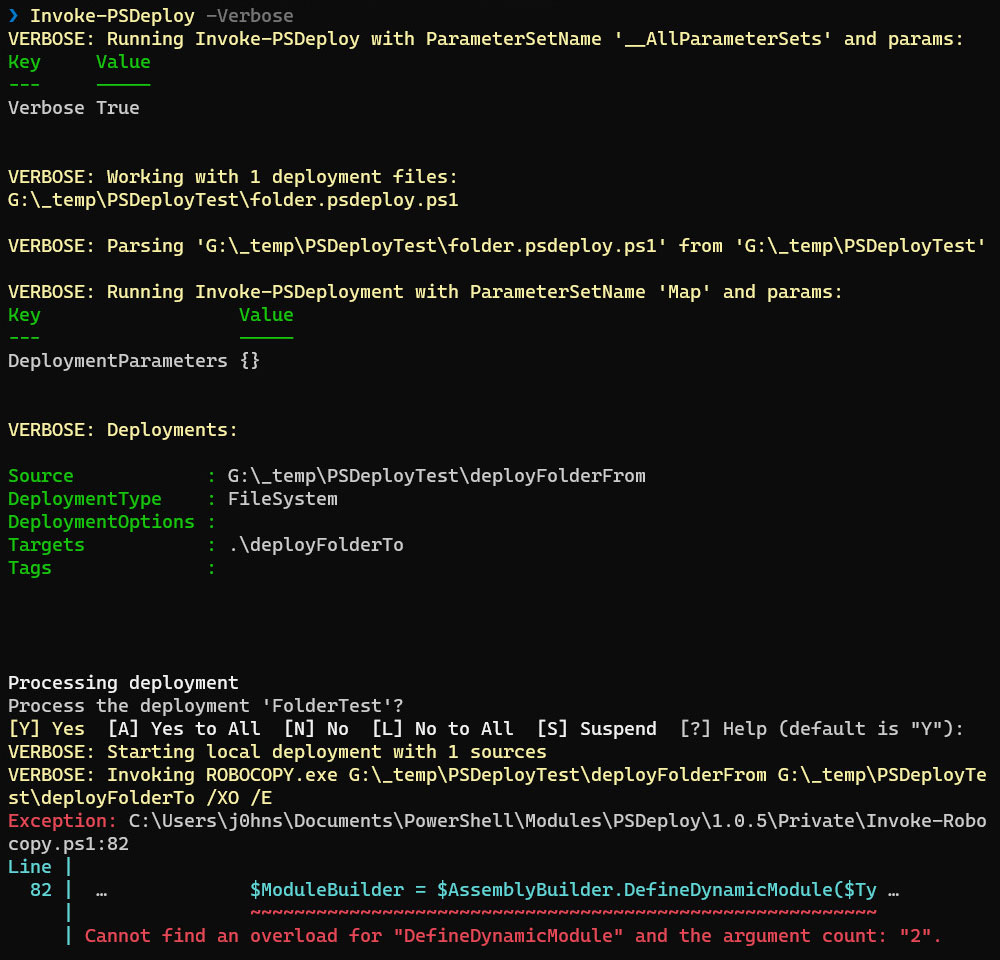 ❯ Invoke-PSDeploy -Verbose
VERBOSE: Running Invoke-PSDeploy with ParameterSetName '__AllParameterSets' and params:
Key     Value
---     -----
Verbose True
VERBOSE: Working with 1 deployment files:
G:\_temp\PSDeployTest\folder.psdeploy.ps1
VERBOSE: Parsing 'G:\_temp\PSDeployTest\folder.psdeploy.ps1' from 'G:\_temp\PSDeployTest'
VERBOSE: Running Invoke-PSDeployment with ParameterSetName 'Map' and params:
Key                  Value
---                  -----
DeploymentParameters {}
VERBOSE: Deployments:
Source            : G:\_temp\PSDeployTest\deployFolderFrom
DeploymentType    : FileSystem
DeploymentOptions :
Targets           : .\deployFolderTo
Tags              :
Processing deployment
Process the deployment 'FolderTest'?
[Y] Yes  [A] Yes to All  [N] No  [L] No to All  [S] Suspend  [?] Help (default is "Y"):
VERBOSE: Starting local deployment with 1 sources
VERBOSE: Invoking ROBOCOPY.exe G:\_temp\PSDeployTest\deployFolderFrom G:\_temp\PSDeployTe
st\deployFolderTo /XO /E
Exception: C:\Users\j0hns\Documents\PowerShell\Modules\PSDeploy\1.0.5\Private\Invoke-Robo
copy.ps1:82
Line |
  82 |  …             $ModuleBuilder = $AssemblyBuilder.DefineDynamicModule($Ty …
     |                ~~~~~~~~~~~~~~~~~~~~~~~~~~~~~~~~~~~~~~~~~~~~~~~~~~~~~~~~~
     | Cannot find an overload for "DefineDynamicModule" and the argument count: "2".